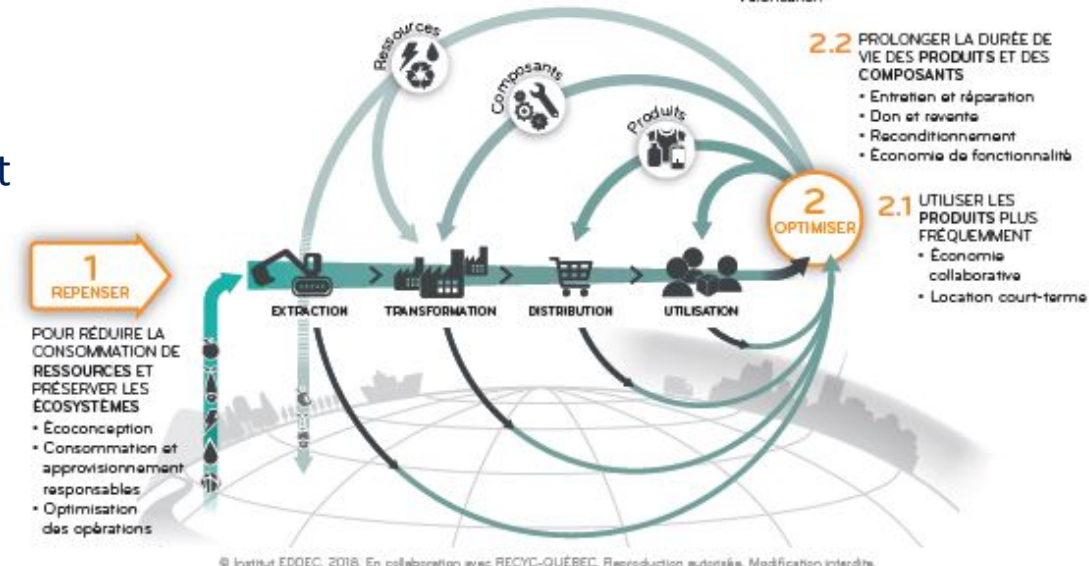 Valorisation
Ressources
Composants
Produits
2.2 PROLONGER LA DURÉE DE
VIE DES PRODUITS ET DES
COMPOSANTS
• Entretien et réparation
• Don et revente
• Reconditionnement
• Économie de fonctionnalité
t
2
OPTIMISER
2.1 UTILISER LES
PRODUITS PLUS
FRÉQUEMMENT
• Économie
collaborative
• Location court-terme
1
REPENSER
EXTRACTION
TRANSFORMATION
DISTRIBUTION
UTILISATION
POUR RÉDUIRE LA
CONSOMMATION DE
RESSOURCES ET
PRÉSERVER LES
ÉCOSYSTÈMES
• Écoconception
• Consommation et
approvisionnement
responsables
• Optimisation
des opérations
© Institut EDDEC, 2018. En collaboration avec RECYC-QUÉBEC. Reproduction autorisée. Modification interdite.